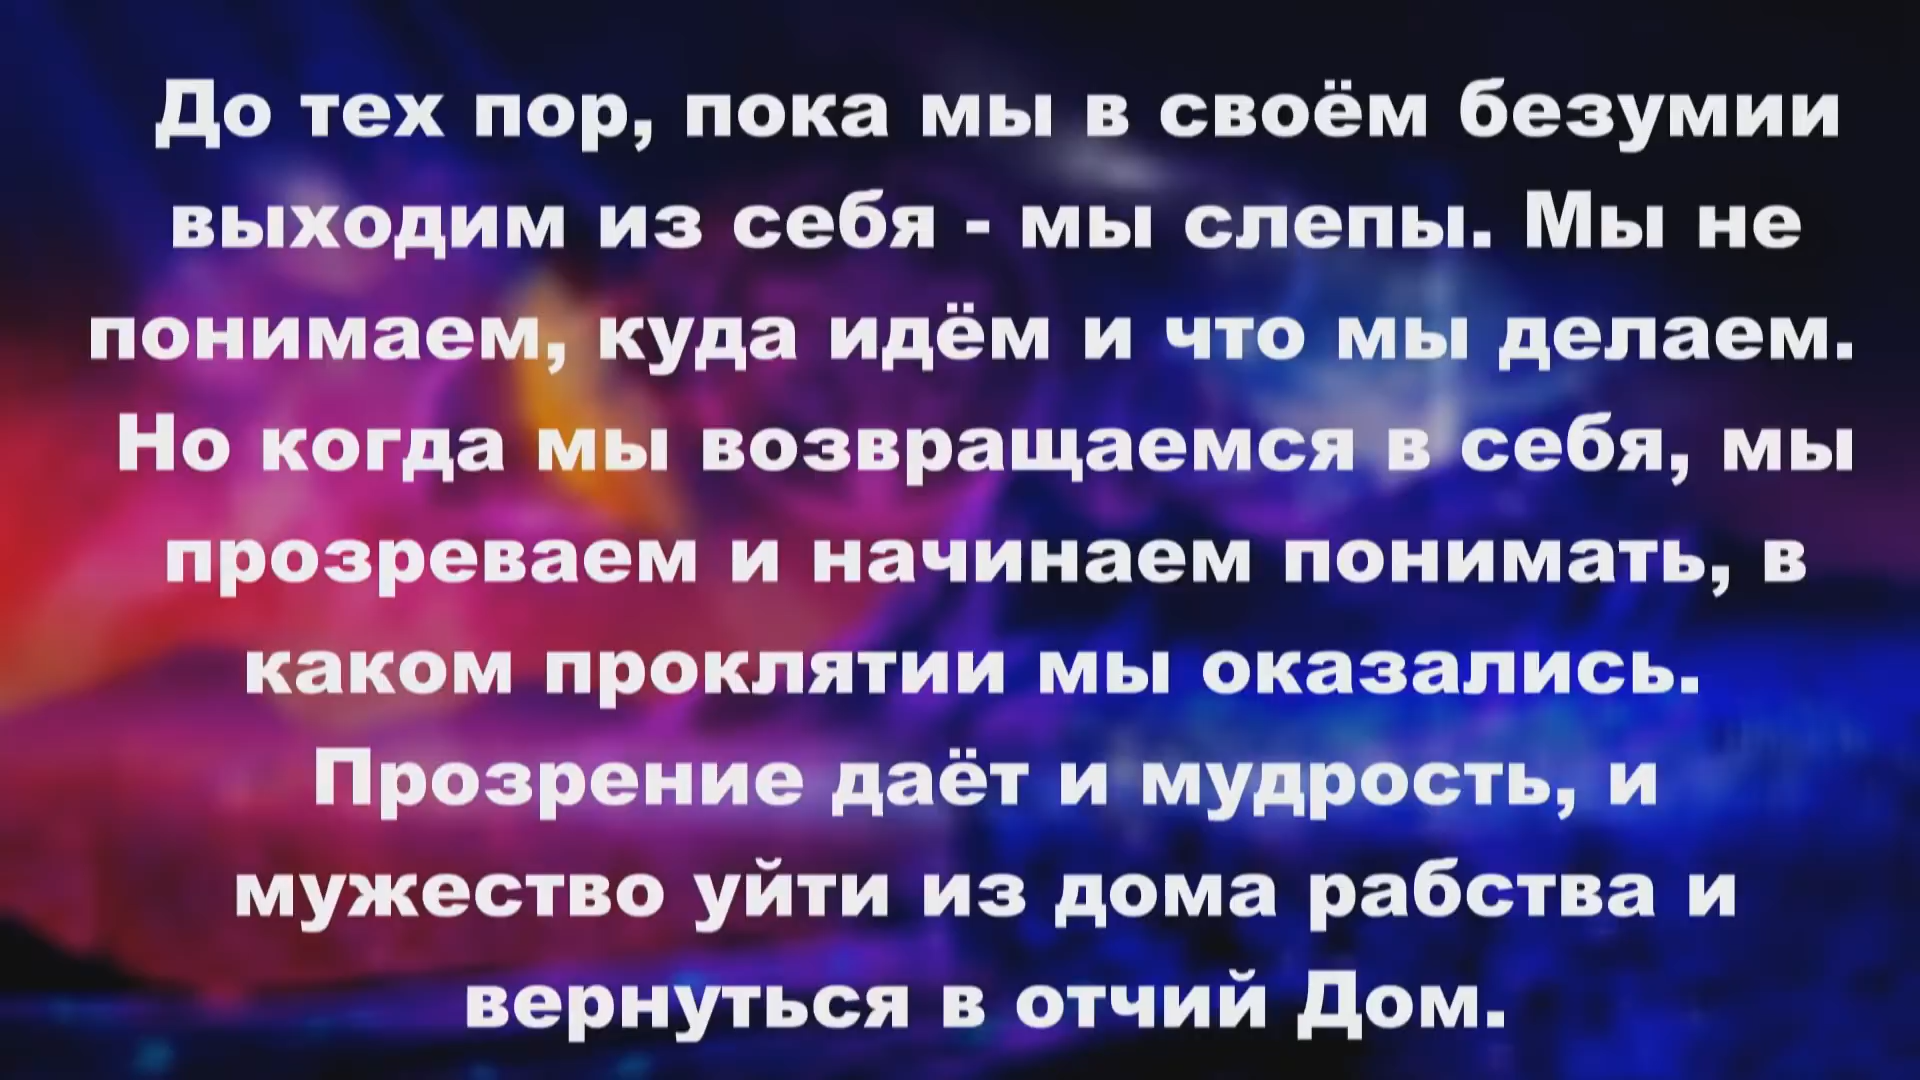 До тех пор, пока мы в своём безумии
выходим из себя - мы слепы. Мы не
понимаем, куда идём и что мы делаем.
Но когда мы возвращаемся в себя, мы
прозреваем и начинаем понимать, в
каком проклятии мы оказались.
Прозрение даёт и мудрость, и
мужество уйти из дома рабства и
вернуться в отчий Дом.